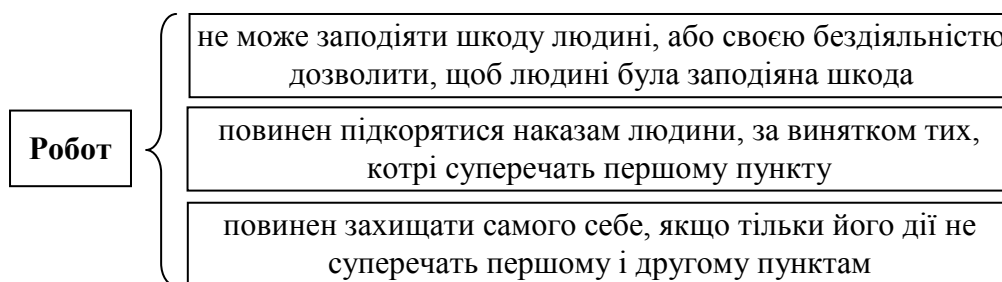 Робот
не може заподіяти шкоду людині, або своєю бездіяльністю
дозволити, щоб людині була заподіяна шкода
повинен підкорятися наказам людини, за винятком тих,
котрі суперечать першому пункту
повинен захищати самого себе, якщо тільки його дії не
суперечать першому і другому пунктам